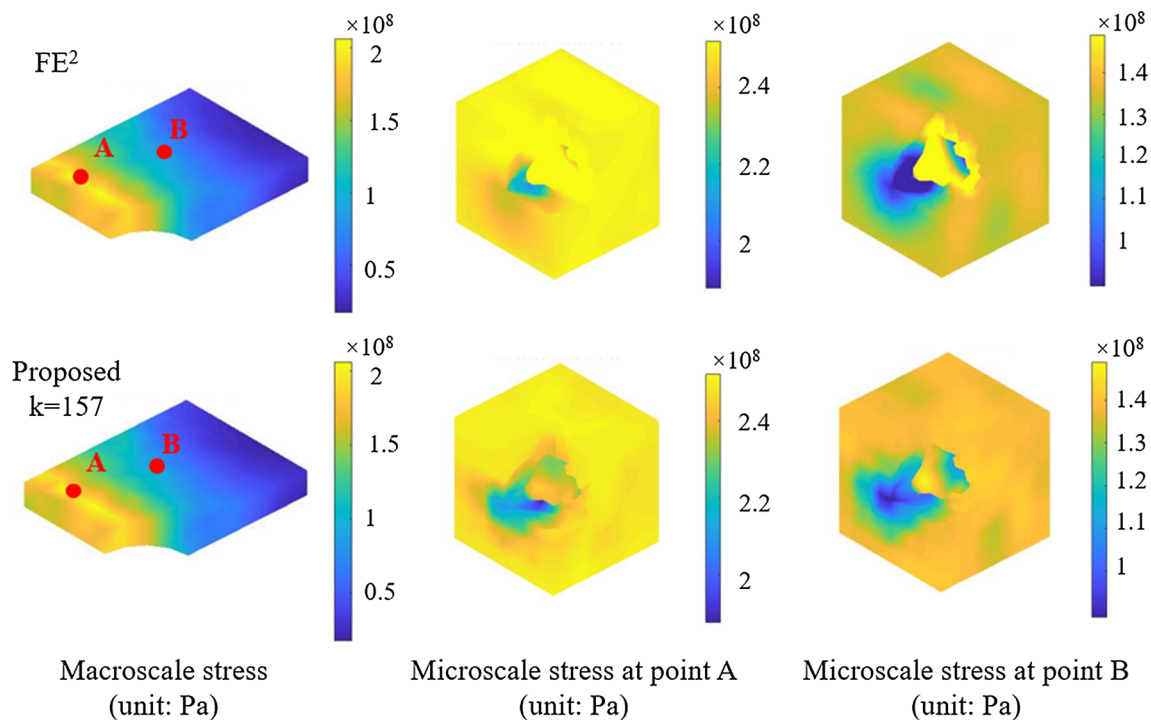 FE²
×10⁸
2
1.5
1
0.5
A
B
×10⁸
2.4
2.2
2
×10⁸
1.4
1.3
1.2
1.1
1
Proposed
k=157
×10⁸
2
1.5
1
0.5
A
B
×10⁸
2.4
2.2
2
×10⁸
1.4
1.3
1.2
1.1
1
Macroscale stress
(unit: Pa)
Microscale stress at point A
(unit: Pa)
Microscale stress at point B
(unit: Pa)